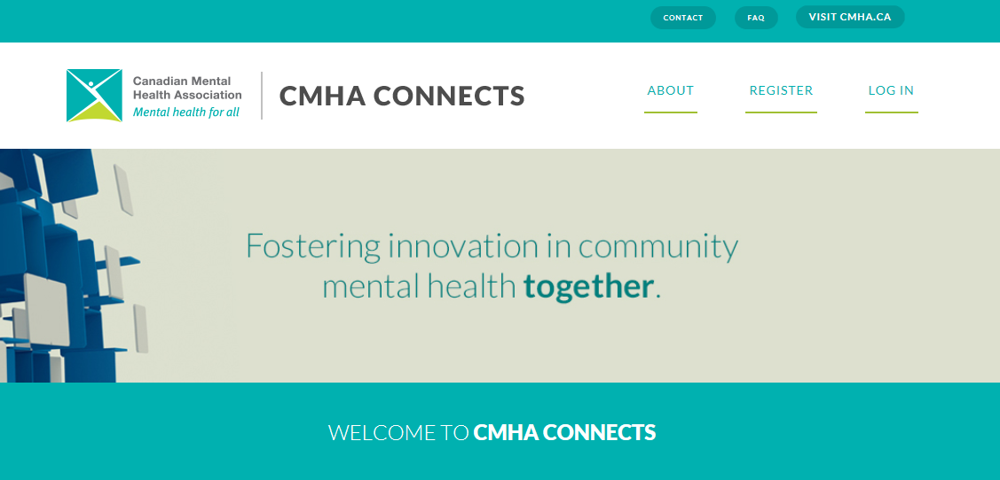 CONTACT
FAQ
VISIT CMHA.CA
Canadian Mental
Health Association
Mental health for all
CMHA CONNECTS
ABOUT
REGISTER
LOG IN
Fostering innovation in community
mental health together.
WELCOME TO CMHA CONNECTS